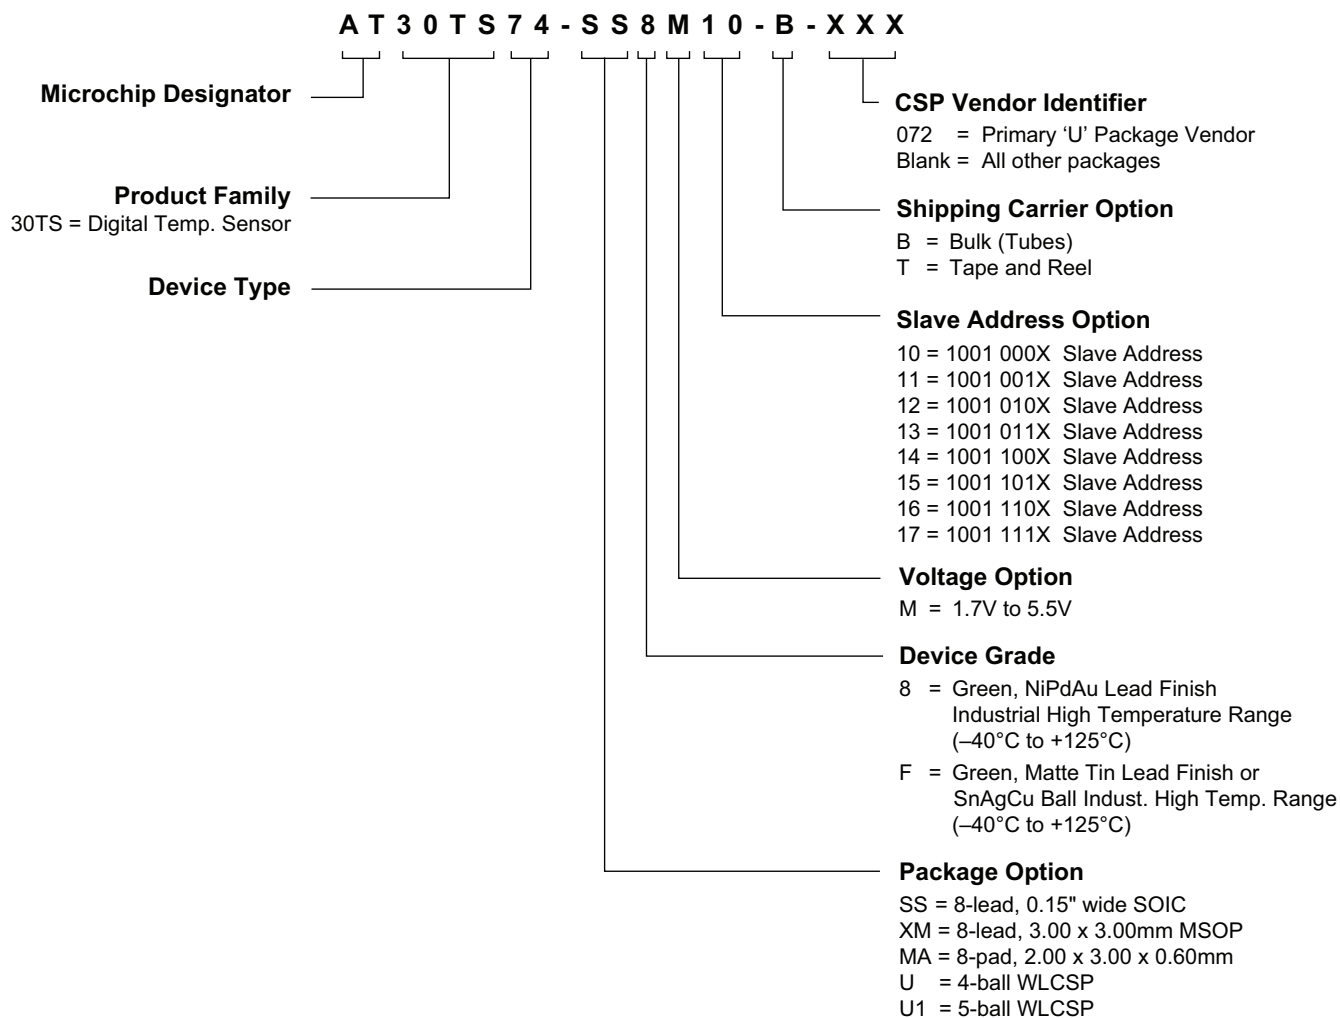 AT30TS74-SS8M10-B-XXX
Microchip Designator
Product Family
30TS = Digital Temp. Sensor
Device Type
CSP Vendor Identifier
072 = Primary ‘U’ Package Vendor
Blank = All other packages
Shipping Carrier Option
B = Bulk (Tubes)
T = Tape and Reel
Slave Address Option
10 = 1001 000X Slave Address
11 = 1001 001X Slave Address
12 = 1001 010X Slave Address
13 = 1001 011X Slave Address
14 = 1001 100X Slave Address
15 = 1001 101X Slave Address
16 = 1001 110X Slave Address
17 = 1001 111X Slave Address
Voltage Option
M = 1.7V to 5.5V
Device Grade
8 = Green, NiPdAu Lead Finish
Industrial High Temperature Range
(–40°C to +125°C)
F = Green, Matte Tin Lead Finish or
SnAgCu Ball Indust. High Temp. Range
(–40°C to +125°C)
Package Option
SS = 8-lead, 0.15" wide SOIC
XM = 8-lead, 3.00 x 3.00mm MSOP
MA = 8-pad, 2.00 x 3.00 x 0.60mm
U = 4-ball WLCSP
U1 = 5-ball WLCSP